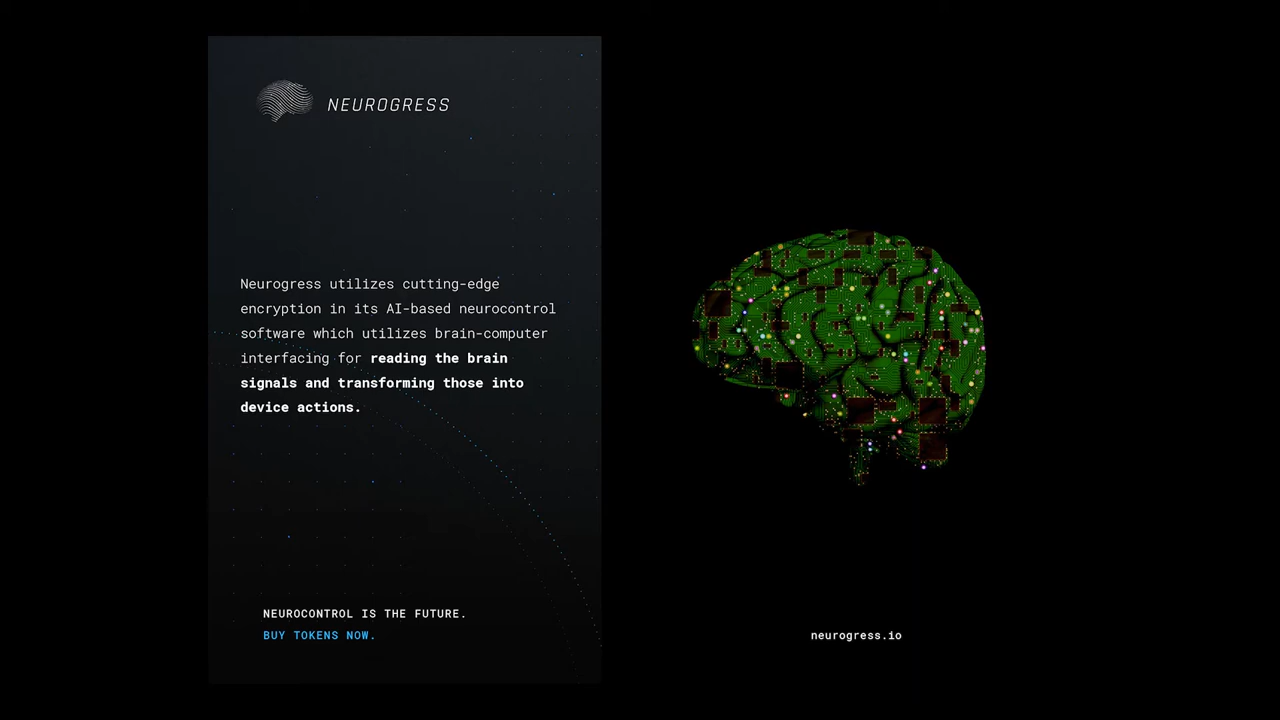 NEUROGRESS
Neurogress utilizes cutting-edge
encryption in its AI-based neurocontrol
software which utilizes brain-computer
interfacing for reading the brain
signals and transforming those into
device actions.
NEUROCONTROL IS THE FUTURE.
BUY TOKENS NOW.
neurogress.io